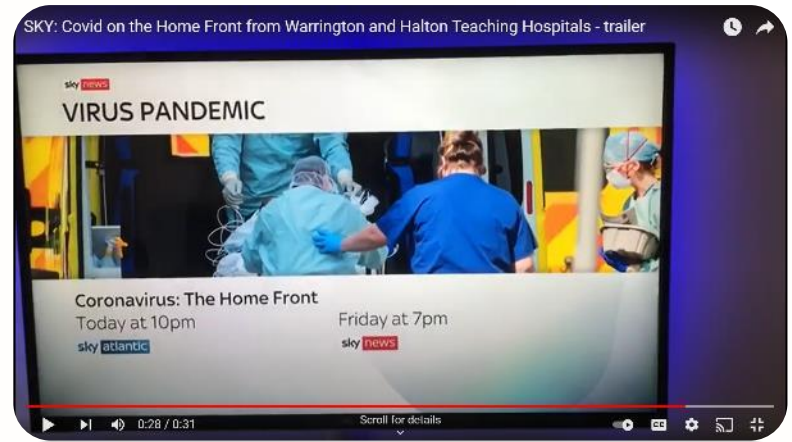 SKY: Covid on the Home Front from Warrington and Halton Teaching Hospitals - trailer
sky news
VIRUS PANDEMIC
Coronavirus: The Home Front
Today at 10pm
Friday at 7pm
sky atlantic
sky news
0:28 / 0:31
Scroll for details
CC